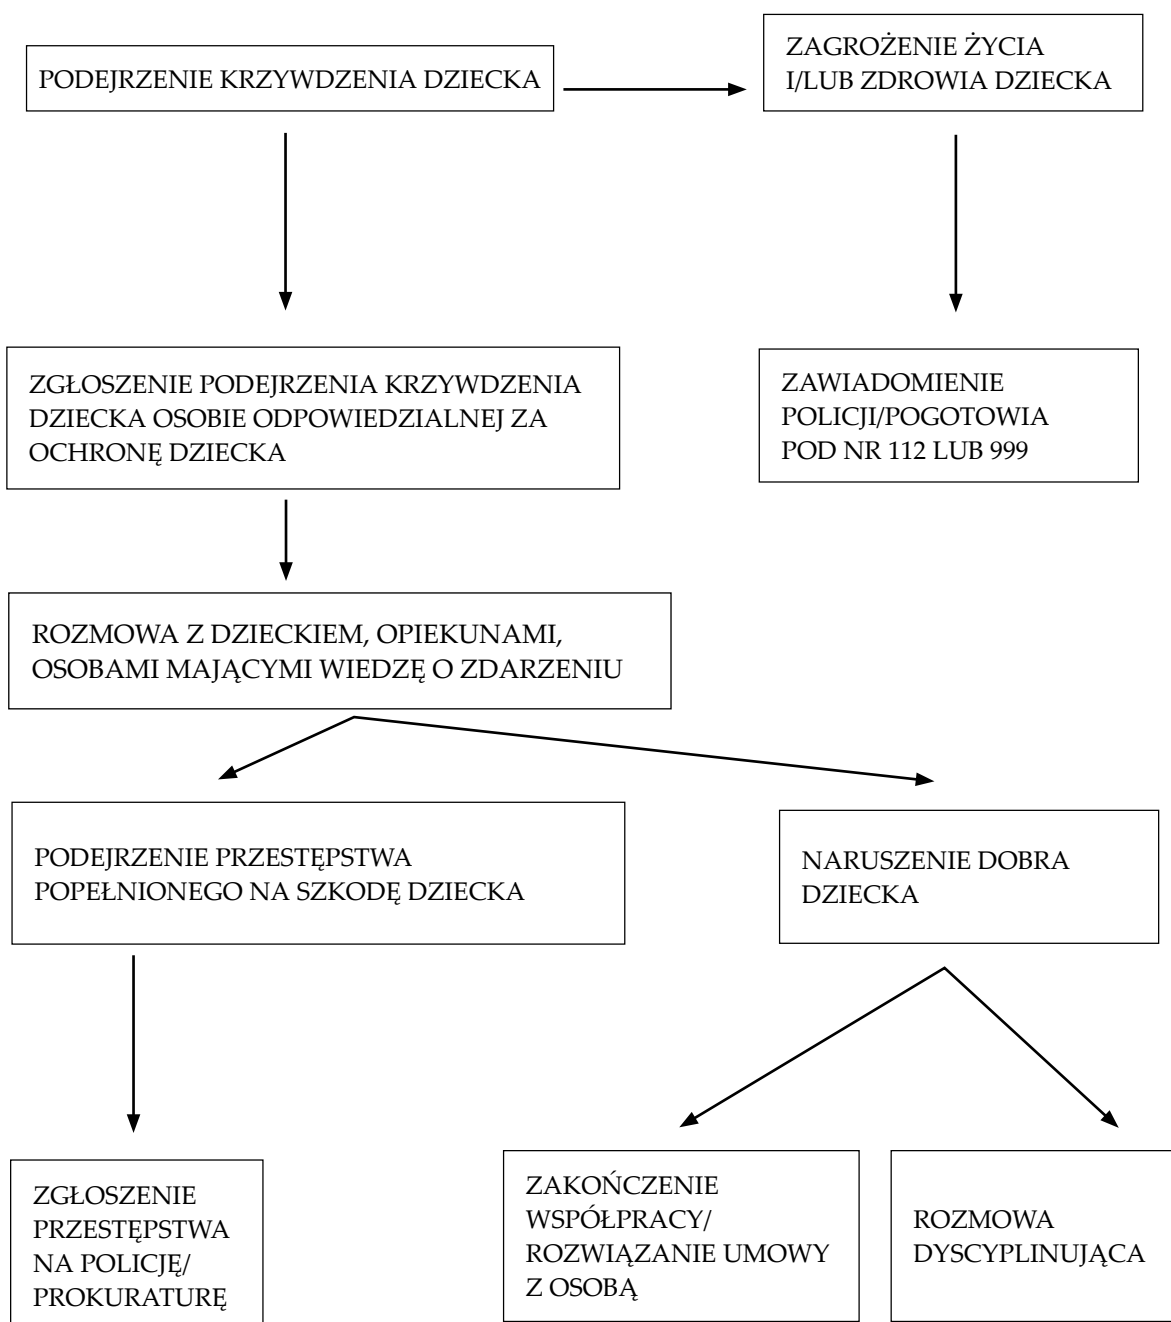 PODEJRZENIE KRZYWDZENIA DZIECKA
ZAGROŻENIE ŻYCIA
I/LUB ZDROWIA DZIECKA
ZGŁOSZENIE PODEJRZENIA KRZYWDZENIA
DZIECKA OSOBIE ODPOWIEDZIALNEJ ZA
OCHRONĘ DZIECKA
ZAWIADOMIENIE
POLICJI/POGOTOWIA
POD NR 112 LUB 999
ROZMOWA Z DZIECKIEM, OPIEKUNAMI,
OSOBAMI MAJĄCYMI WIEDZĘ O ZDARZENIU
PODEJRZENIE PRZESTĘPSTWA
POPEŁNIONEGO NA SZKODĘ DZIECKA
NARUSZENIE DOBRA
DZIECKA
ZGŁOSZENIE
PRZESTĘPSTWA
NA POLICJĘ/
PROKURATURĘ
ZAKOŃCZENIE
WSPÓŁPRACY/
ROZWIĄZANIE UMOWY
Z OSOBĄ
ROZMOWA
DYSCYPLINUJĄCA